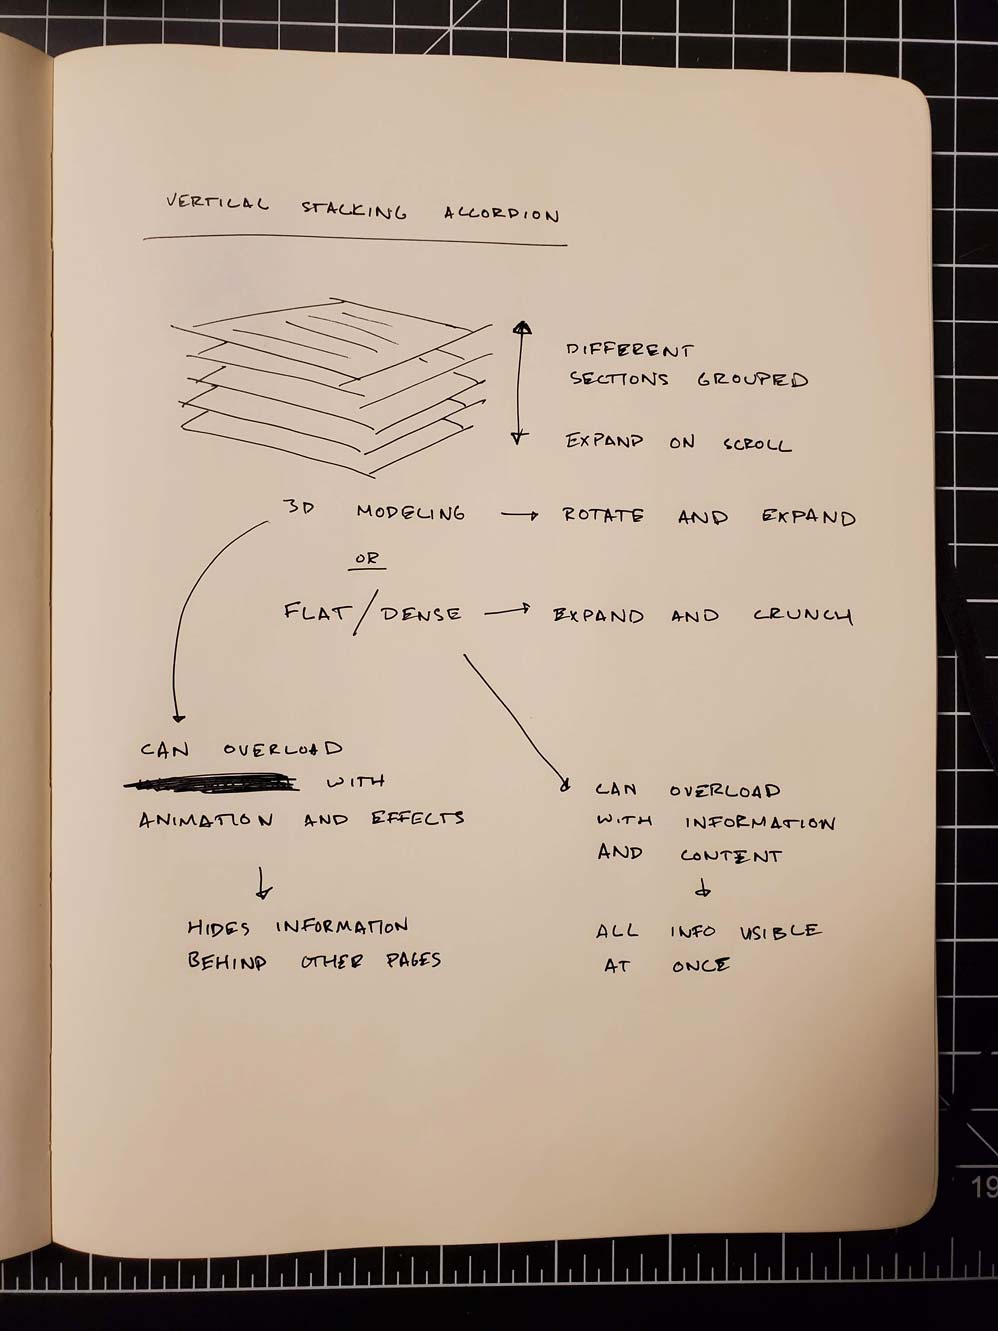 VERTICAL STACKING ACCORDION
DIFFERENT
SECTIONS GROUPED
EXPAND ON SCROLL
3D MODELING → ROTATE AND EXPAND
OR
FLAT/DENSE → EXPAND AND CRUNCH
CAN OVERLOAD
WITH
ANIMATION AND EFFECTS
HIDES INFORMATION
BEHIND OTHER PAGES
CAN OVERLOAD
WITH INFORMATION
AND CONTENT
ALL INFO VISIBLE
AT ONCE
19